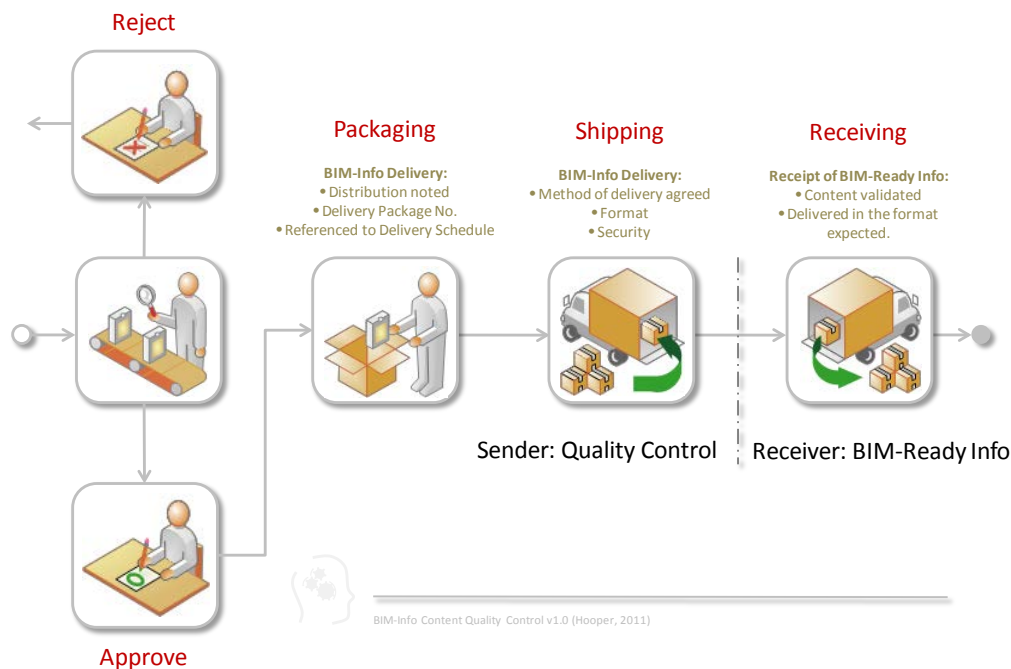 Reject
Packaging
Shipping
Receiving
BIM-Info Delivery:
• Distribution noted
• Delivery Package No.
• Referenced to Delivery Schedule
BIM-Info Delivery:
• Method of delivery agreed
• Format
• Security
Receipt of BIM-Ready Info:
• Content validated
• Delivered in the format
expected.
Sender: Quality Control
Receiver: BIM-Ready Info
BIM-Info Content Quality Control v1.0 (Hooper, 2011)
Approve